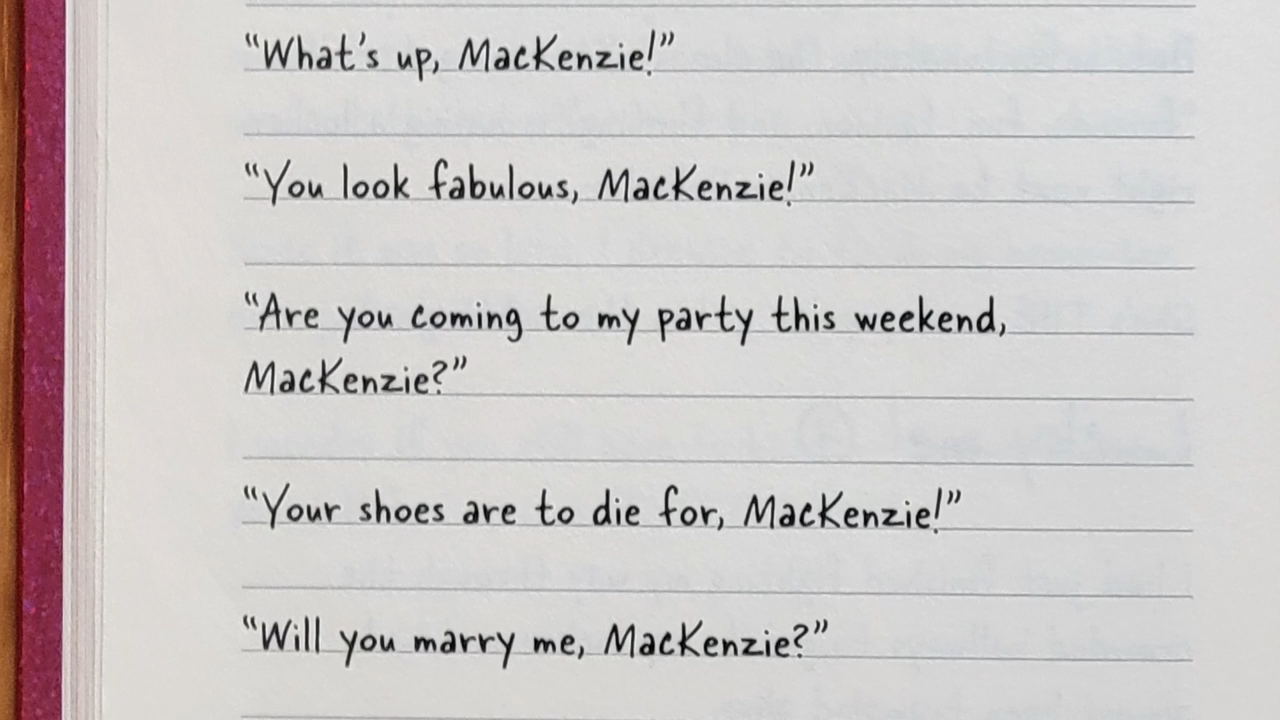 “What's up, MacKenzie!”
“You look fabulous, MacKenzie!”
“Are you coming to my party this weekend,
MacKenzie?”
“Your shoes are to die for, MacKenzie!”
“Will you marry me, MacKenzie?”